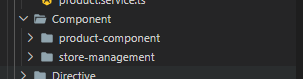 product.service.ts
Component
product-component
store-management
Directive